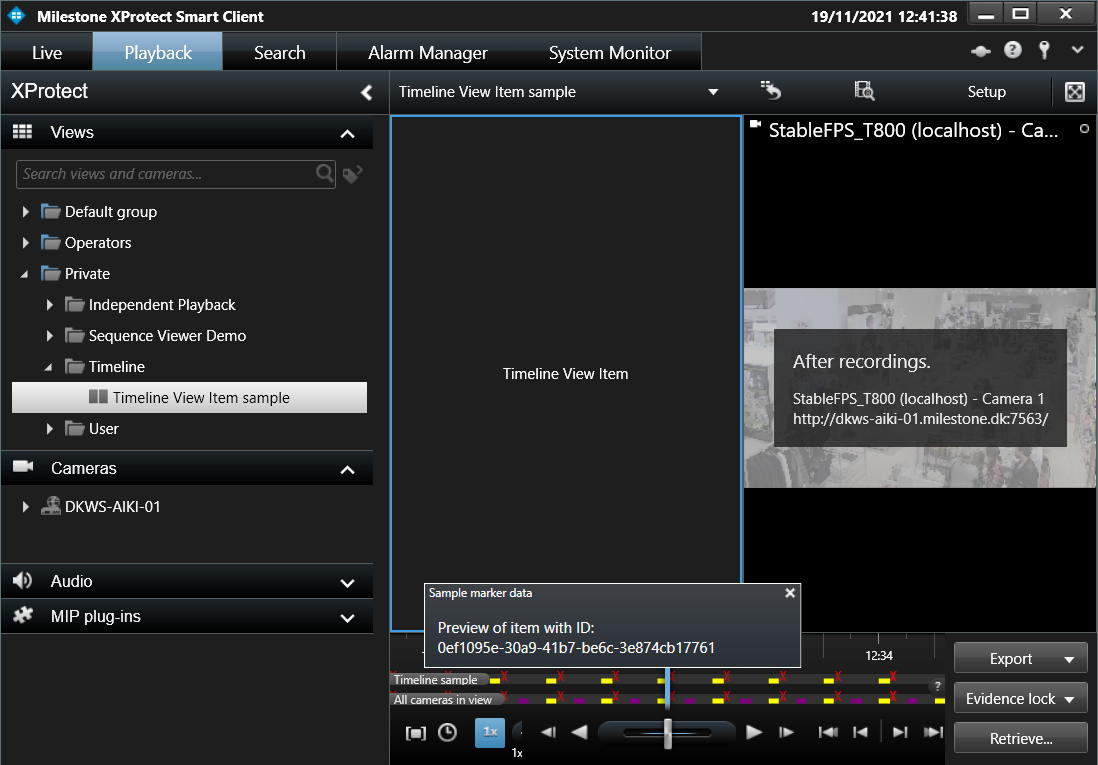 Milestone XProtect Smart Client
19/11/2021 12:41:38
Live
Playback
Search
Alarm Manager
System Monitor
?
XProtect
Timeline View Item sample
Setup
Views
Search views and cameras...
Default group
Operators
Private
Independent Playback
Sequence Viewer Demo
Timeline
Timeline View Item sample
User
Cameras
DKWS-AIKI-01
Audio
MIP plug-ins
Timeline View Item
StableFPS_T800 (localhost) - Ca...
After recordings.
StableFPS_T800 (localhost) - Camera 1
http://dkws-aiki-01.milestone.dk:7563/
Sample marker data
Preview of item with ID:
0ef1095e-30a9-41b7-be6c-3e874cb17761
12:34
Timeline sample
?
All cameras in view
1x
1x
Export
Evidence lock
Retrieve...